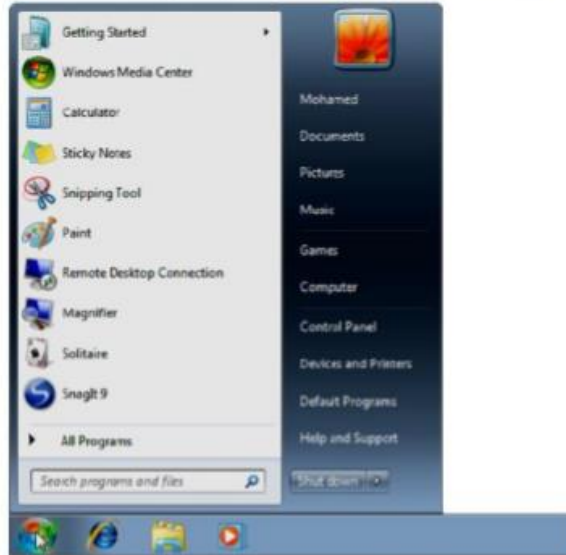 Getting Started
Windows Media Center
Calculator
Sticky Notes
Snipping Tool
Paint
Remote Desktop Connection
Magnifier
Solitaire
SnagIt 9
All Programs
Search programs and files
Mohamed
Documents
Pictures
Music
Games
Computer
Control Panel
Devices and Printers
Default Programs
Help and Support
Shut down